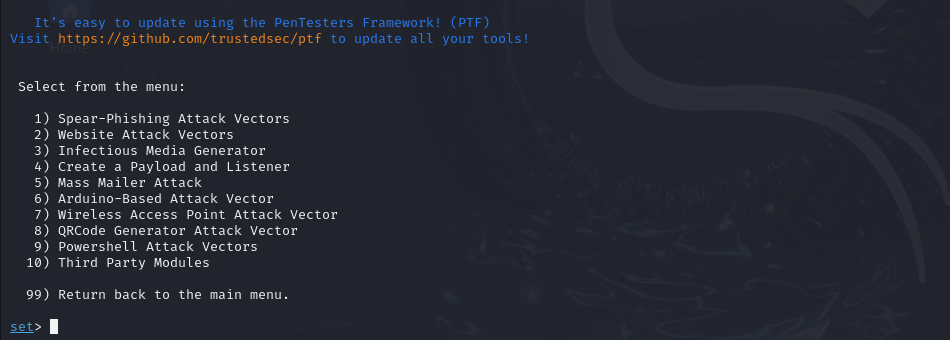 It's easy to update using the PenTesters Framework! (PTF)
Visit https://github.com/trustedsec/ptf to update all your tools!
Home
Select from the menu:
1) Spear-Phishing Attack Vectors
2) Website Attack Vectors
3) Infectious Media Generator
4) Create a Payload and Listener
5) Mass Mailer Attack
6) Arduino-Based Attack Vector
7) Wireless Access Point Attack Vector
8) QRCode Generator Attack Vector
9) Powershell Attack Vectors
10) Third Party Modules
99) Return back to the main menu.
set>